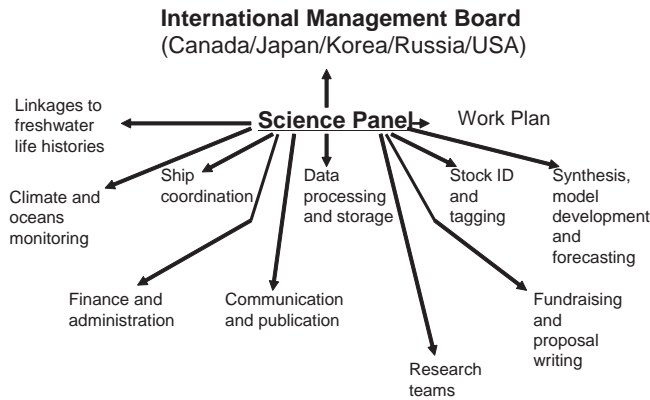 International Management Board
(Canada/Japan/Korea/Russia/USA)
Linkages to
freshwater
life histories
Science Panel
Work Plan
Climate and
oceans
monitoring
Ship
coordination
Data
processing
and storage
Stock ID
and
tagging
Synthesis,
model
development
and
forecasting
Finance and
administration
Communication
and publication
Research
teams
Fundraising
and
proposal
writing